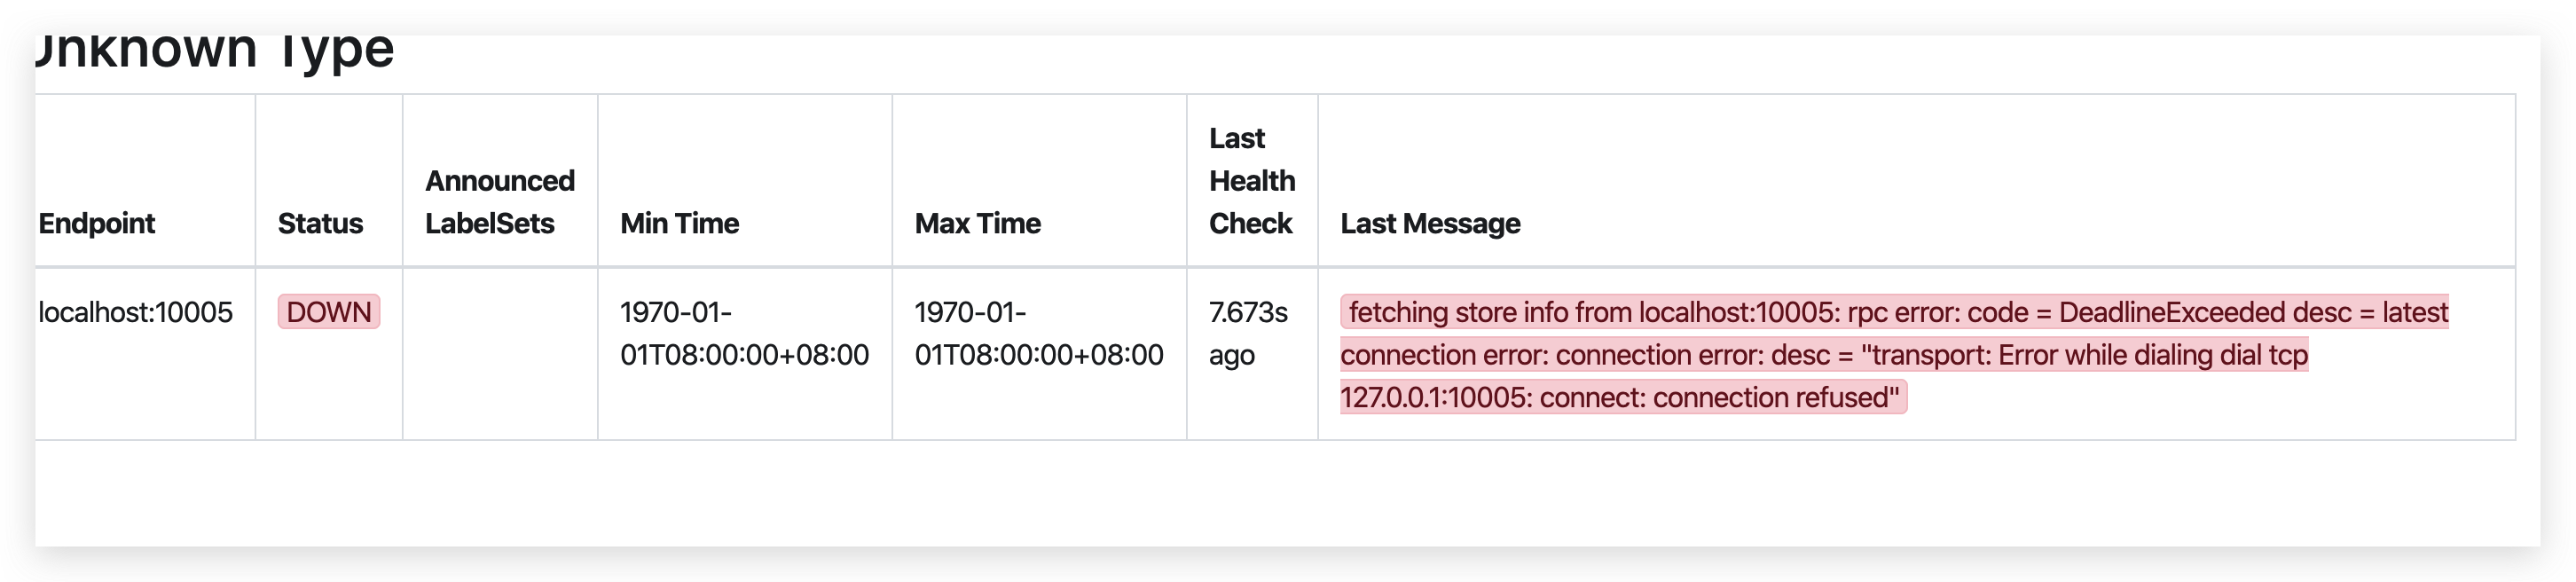 Unknown Type
Endpoint
Status
Announced
LabelSets
Min Time
Max Time
Last
Health
Check
Last Message
localhost:10005
DOWN
1970-01-
01T08:00:00+08:00
1970-01-
01T08:00:00+08:00
7.673s
ago
fetching store info from localhost:10005: rpc error: code = DeadlineExceeded desc = latest
connection error: connection error: desc = "transport: Error while dialing dial tcp
127.0.0.1:10005: connect: connection refused"